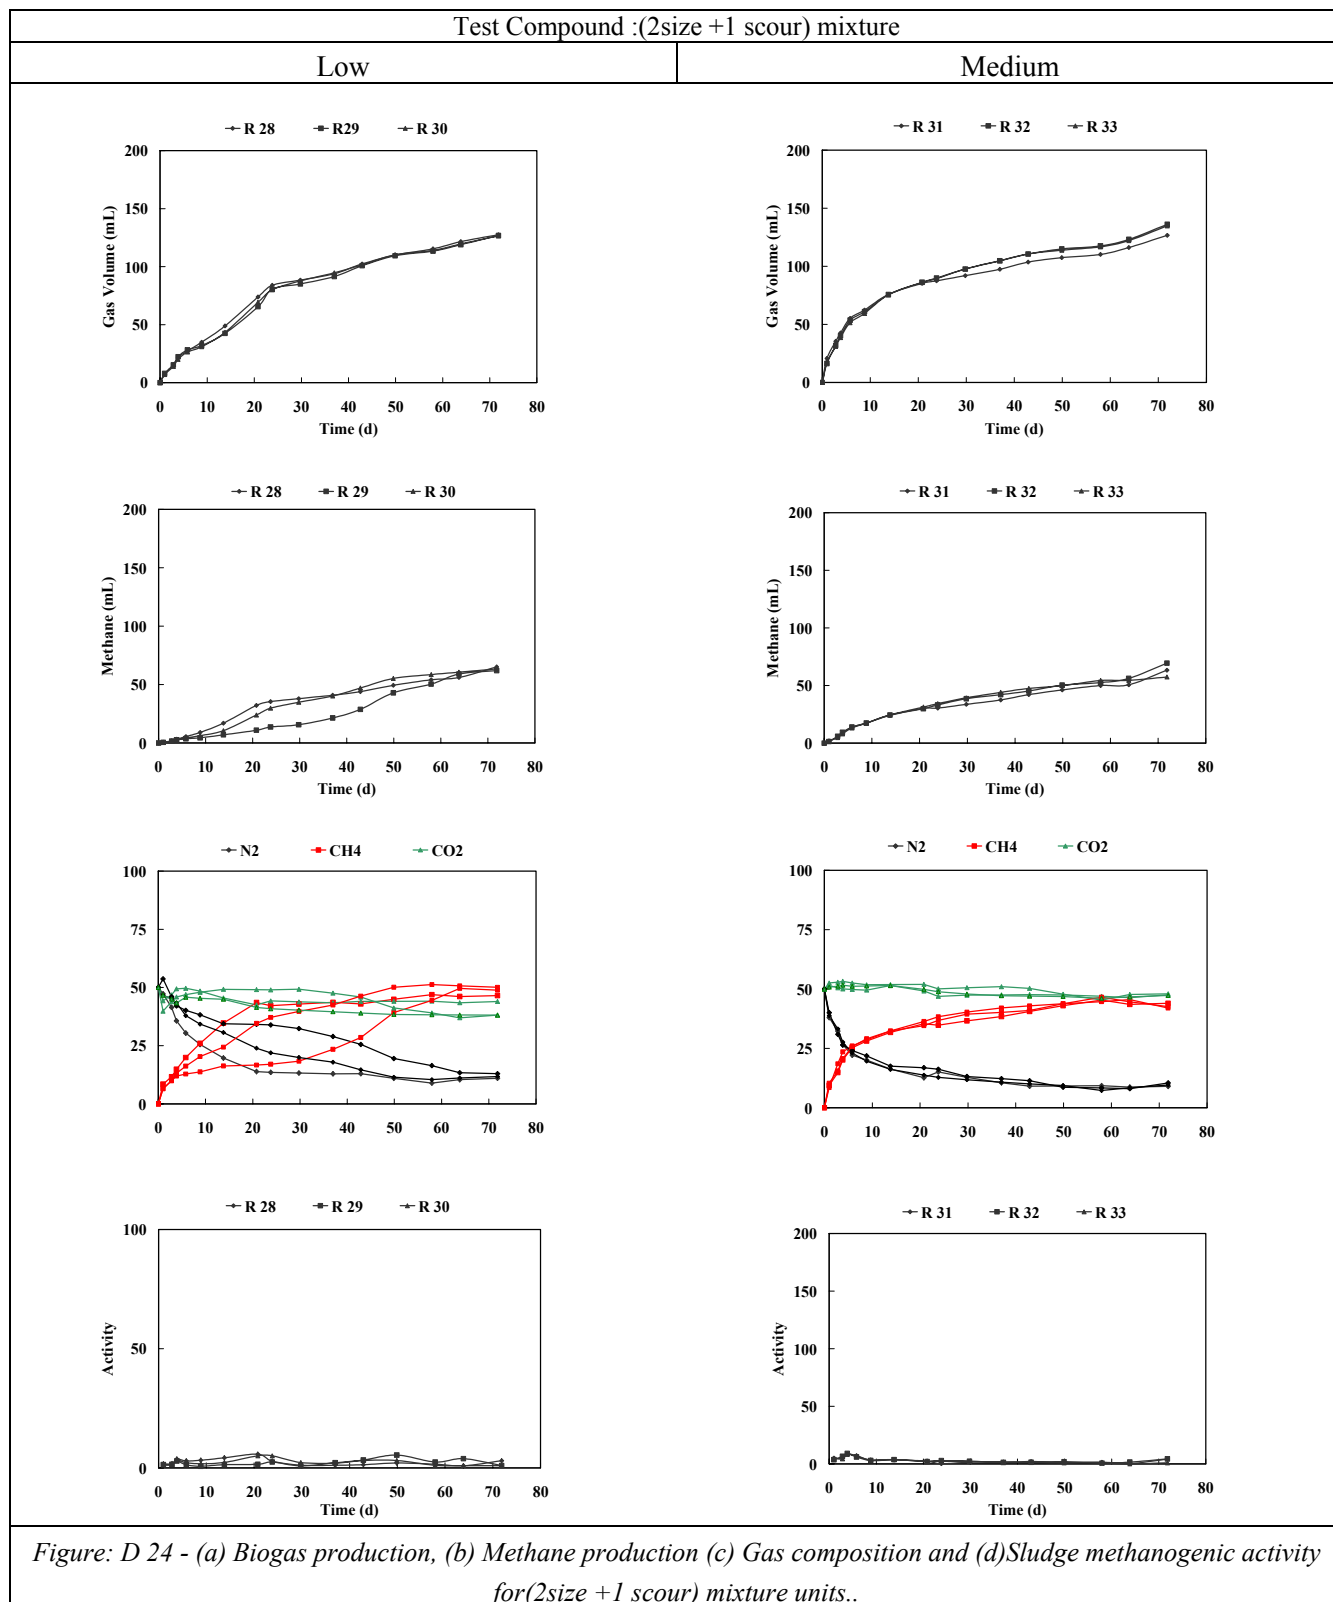 Test Compound :(2size +1 scour) mixture
Low
Medium
R 28 R29 R 30
200
150
100
50
0
Gas Volume (mL)
0 10 20 30 40 50 60 70 80
Time (d)
R 31 R 32 R 33
200
150
100
50
0
Gas Volume (mL)
0 10 20 30 40 50 60 70 80
Time (d)
R 28 R 29 R 30
200
150
100
50
0
Methane (mL)
0 10 20 30 40 50 60 70 80
Time (d)
R 31 R 32 R 33
200
150
100
50
0
Methane (mL)
0 10 20 30 40 50 60 70 80
Time (d)
N2 CH4 CO2
100
75
50
25
0
0 10 20 30 40 50 60 70 80
N2 CH4 CO2
100
75
50
25
0
0 10 20 30 40 50 60 70 80
R 28 R 29 R 30
100
50
0
Activity
0 10 20 30 40 50 60 70 80
Time (d)
R 31 R 32 R 33
200
150
100
50
0
Activity
0 10 20 30 40 50 60 70 80
Time (d)
Figure: D 24 - (a) Biogas production, (b) Methane production (c) Gas composition and (d)Sludge methanogenic activity
for(2size +1 scour) mixture units..